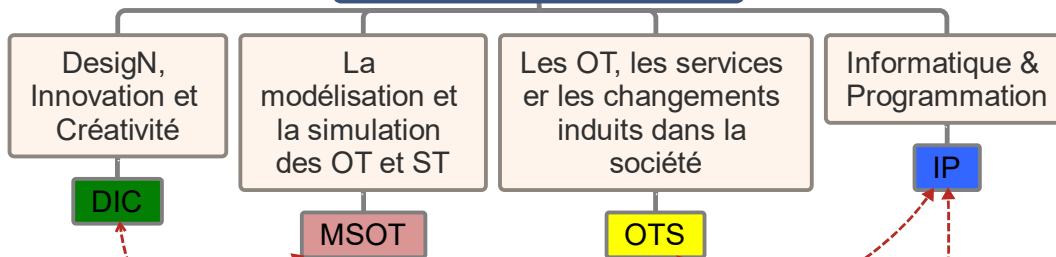 DesigN,
Innovation et
Créativité
DIC
La
modélisation et
la simulation
des OT et ST
MSOT
Les OT, les services
er les changements
induits dans la
société
OTS
Informatique &
Programmation
IP